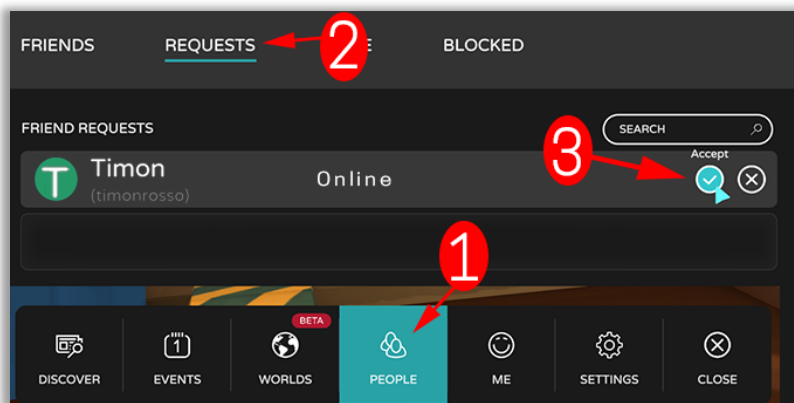 FRIENDS REQUESTS 2 E BLOCKED
FRIEND REQUESTS SEARCH
3 Accept
T Timon Online
(timonrosso)
1
BETA
1
DISCOVER EVENTS WORLDS PEOPLE ME SETTINGS CLOSE